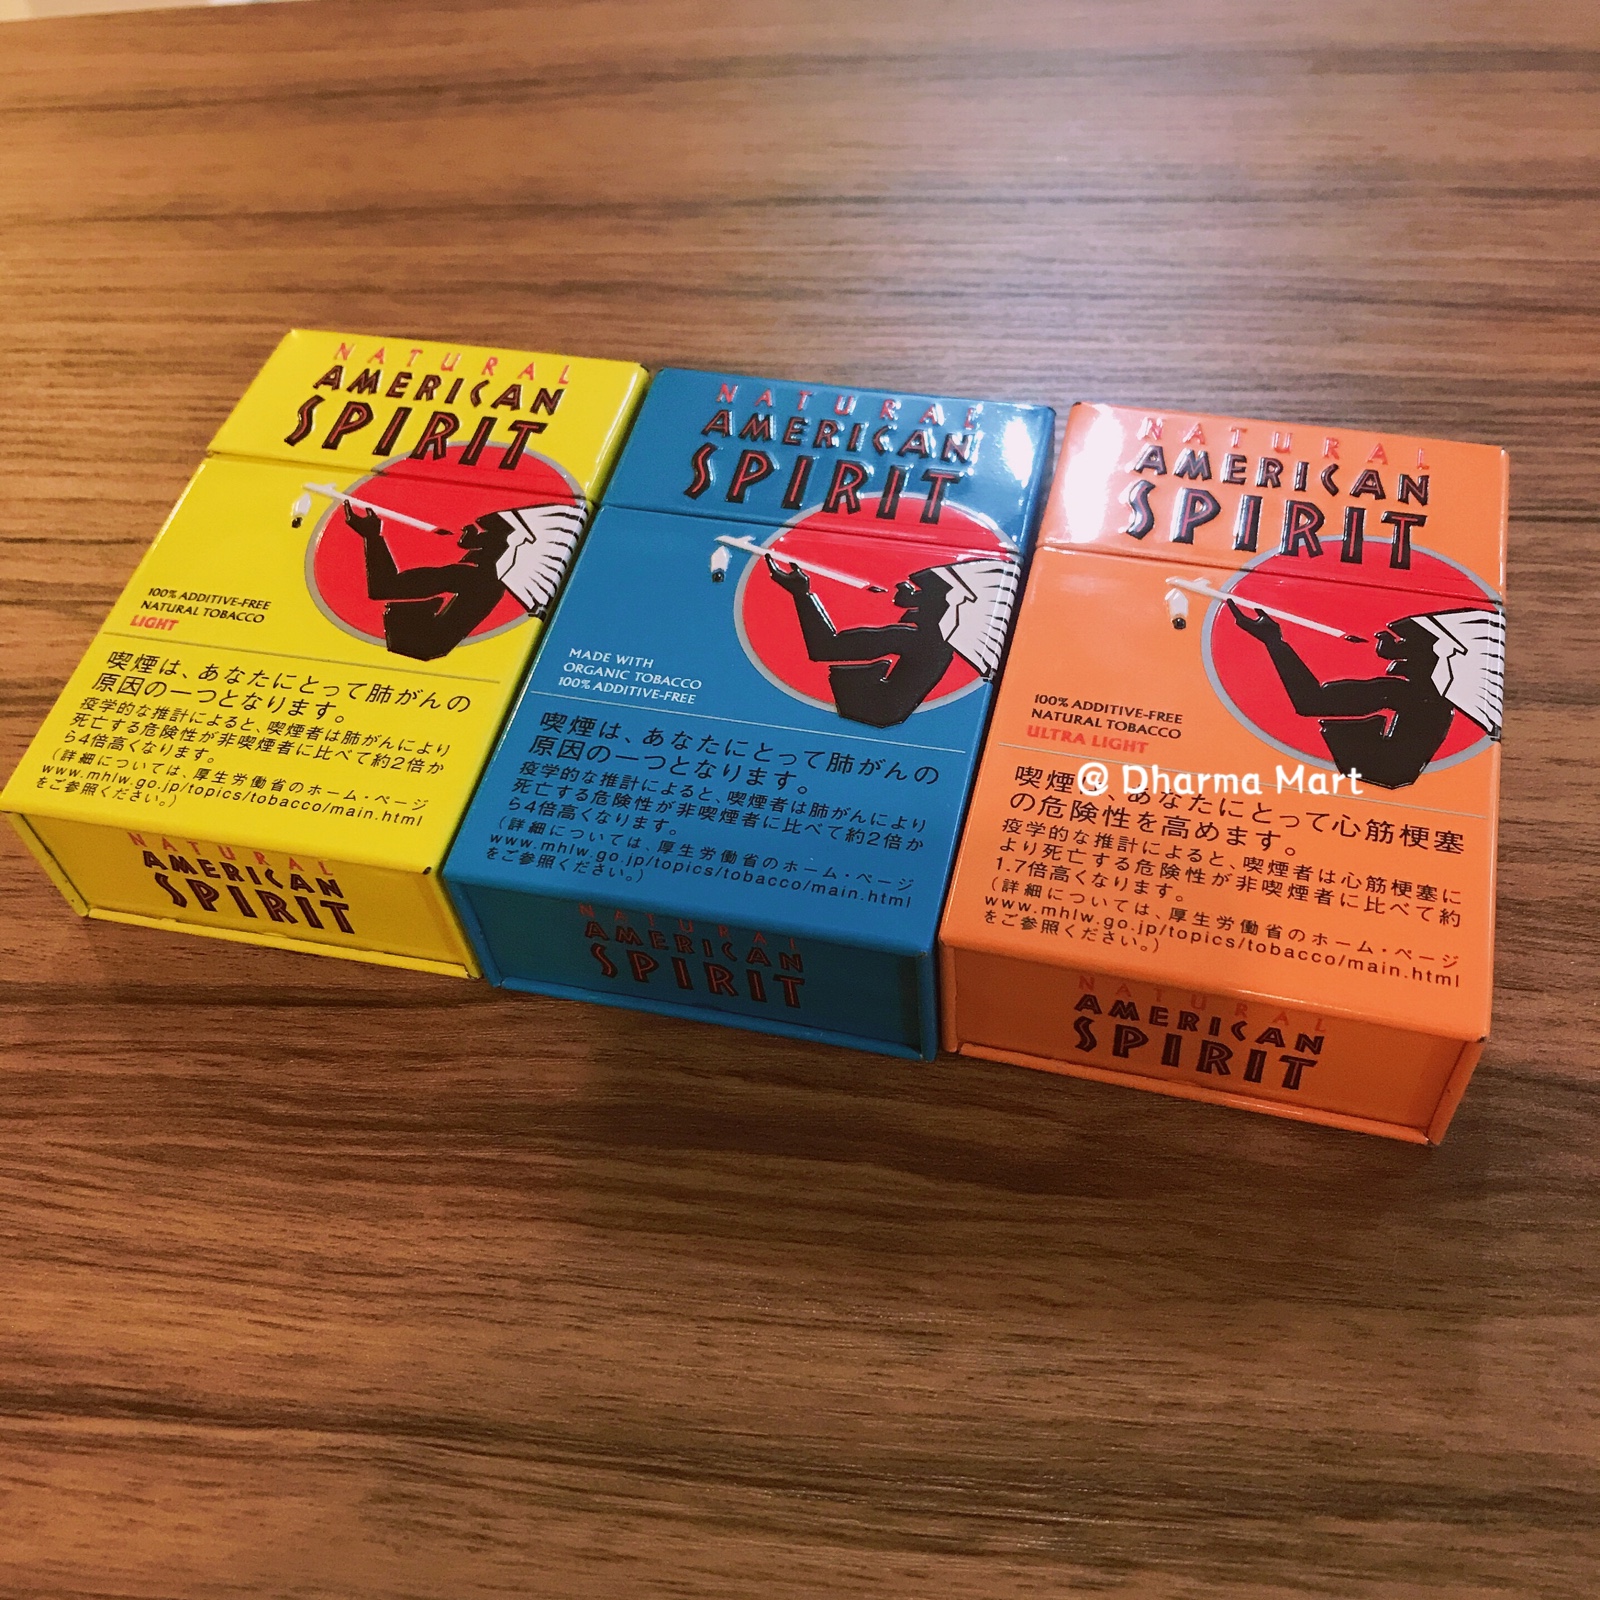 NATURAL
AMERICAN
SPIRIT
100% ADDITIVE-FREE
NATURAL TOBACCO
LIGHT
喫煙は、あなたにとって肺がんの
原因の一つとなります。
疫学的な推計によると、喫煙者は肺がんにより
死亡する危険性が非喫煙者に比べて約2倍か
ら4倍高くなります。
(詳細については、厚生労働省のホーム・ページ
www.mhlw.go.jp/topics/tobacco/main.html
をご参照ください。)
NATURAL
AMERICAN
SPIRIT
NATURAL
AMERICAN
SPIRIT
MADE WITH
ORGANIC TOBACCO
100% ADDITIVE-FREE
喫煙は、あなたにとって肺がんの
原因の一つとなります。
疫学的な推計によると、喫煙者は肺がんにより
死亡する危険性が非喫煙者に比べて約2倍か
ら4倍高くなります。
(詳細については、厚生労働省のホーム・ページ
www.mhlw.go.jp/topics/tobacco/main.html
をご参照ください。)
NATURAL
AMERICAN
SPIRIT
NATURAL
AMERICAN
SPIRIT
100% ADDITIVE-FREE
NATURAL TOBACCO
ULTRA LIGHT
@ Dharma Mart
喫煙は、あなたにとって心筋梗塞
の危険性を高めます。
疫学的な推計によると、喫煙者は心筋梗塞に
より死亡する危険性が非喫煙者に比べて約
1.7倍高くなります。
(詳細については、厚生労働省のホーム・ページ
www.mhlw.go.jp/topics/tobacco/main.html
をご参照ください。)
NATURAL
AMERICAN
SPIRIT